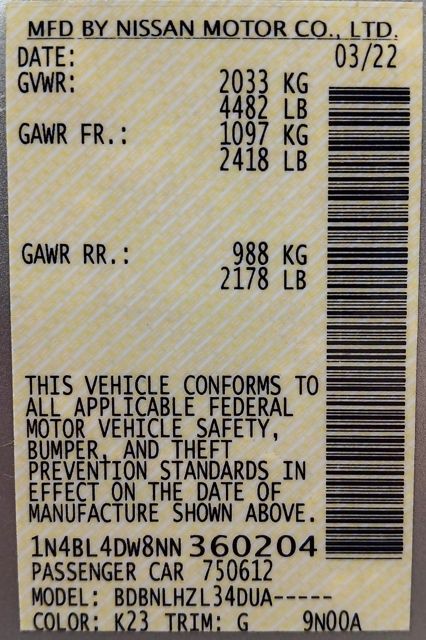 MFD BY NISSAN MOTOR CO., LTD.
DATE: 03/22
GVWR: 2033 KG
4482 LB
GAWR FR.: 1097 KG
2418 LB
GAWR RR.: 988 KG
2178 LB
THIS VEHICLE CONFORMS TO
ALL APPLICABLE FEDERAL
MOTOR VEHICLE SAFETY,
BUMPER, AND THEFT
PREVENTION STANDARDS IN
EFFECT ON THE DATE OF
MANUFACTURE SHOWN ABOVE.
1N4BL4DW8NN 360204
PASSENGER CAR 750612
MODEL: BDBNLHZL34DUA-----
COLOR: K23 TRIM: G 9N00A